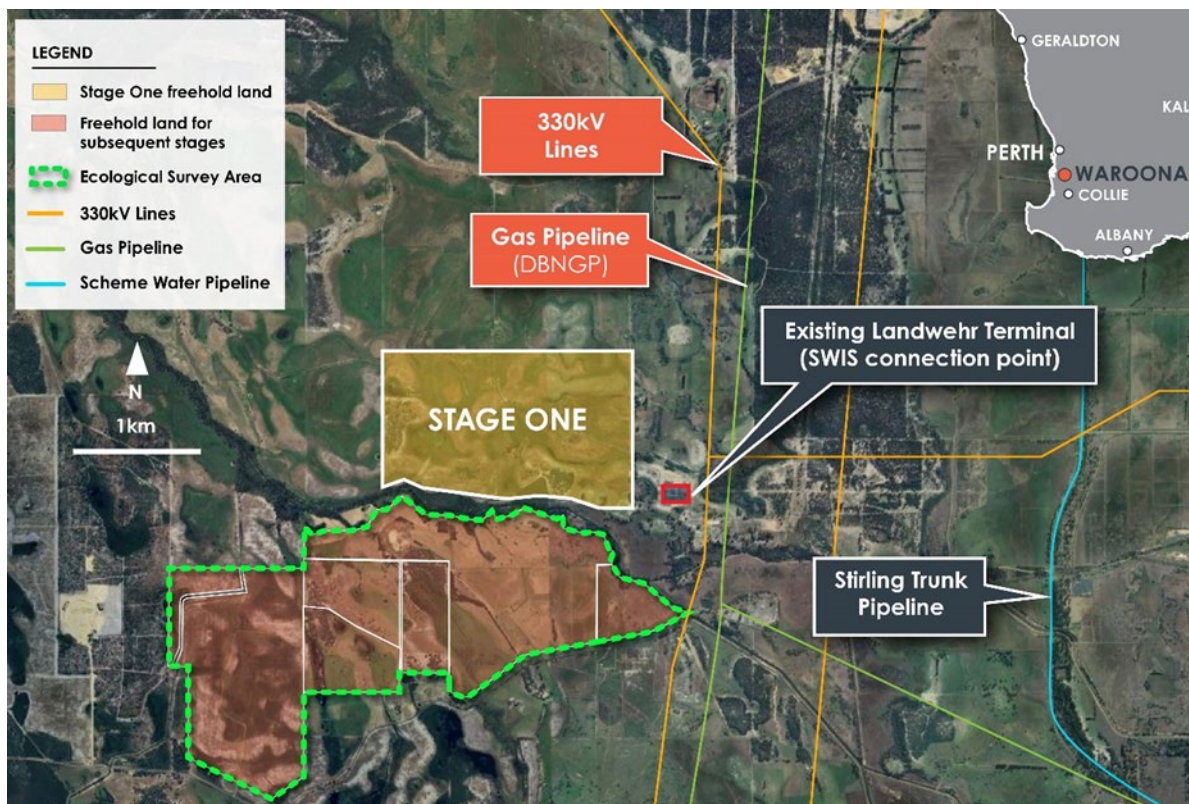 LEGEND
Stage One freehold land
Freehold land for
subsequent stages
Ecological Survey Area
330kV Lines
Gas Pipeline
Scheme Water Pipeline
N
1km
330kV
Lines
Gas Pipeline
(DBNGP)
Existing Landwehr Terminal
(SWIS connection point)
STAGE ONE
Stirling Trunk
Pipeline
GERALDTON
KAL
PERTH
WAROONA
COLLIE
ALBANY